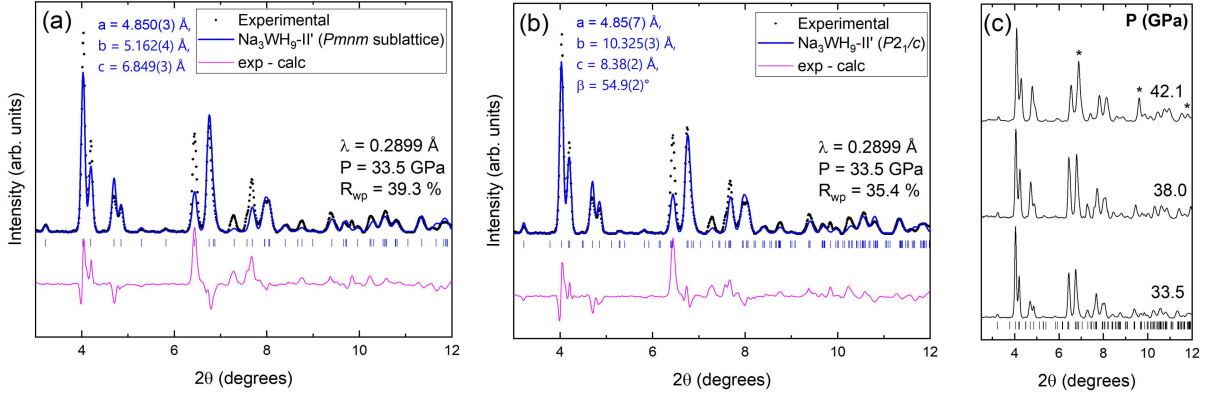 (a)
a = 4.850(3) Å,
b = 5.162(4) Å,
c = 6.849(3) Å
Experimental
Na₃WH₉-II' (Pmnm sublattice)
exp - calc
λ = 0.2899 Å
P = 33.5 GPa
Rwp = 39.3 %
Intensity (arb. units)
4 6 8 10 12
2θ (degrees)
(b)
a = 4.85(7) Å,
b = 10.325(3) Å,
c = 8.38(2) Å,
β = 54.9(2)°
Experimental
Na₃WH₉-II' (P2₁/c)
exp - calc
λ = 0.2899 Å
P = 33.5 GPa
Rwp = 35.4 %
Intensity (arb. units)
4 6 8 10 12
2θ (degrees)
(c)
P (GPa)
*
*
*
42.1
38.0
33.5
4 6 8 10 12
2θ (degrees)